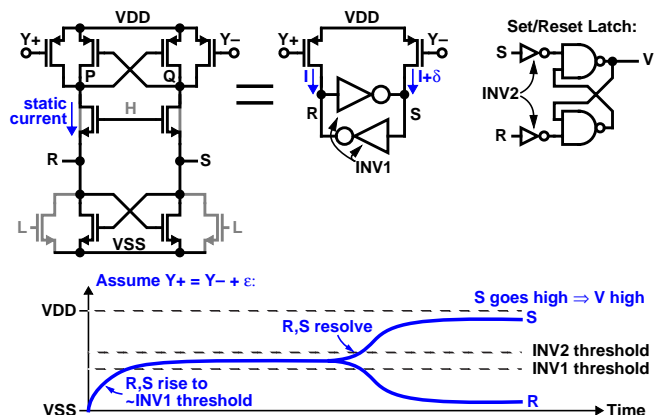 VDD
Y+
Y−
P
Q
static
current
H
R
S
L
L
VSS
VDD
Y+
Y−
I
I+δ
R
S
INV1
Set/Reset Latch:
S
V
INV2
R
Assume Y+ = Y− + ε:
VDD
S goes high ⇒ V high
S
R,S resolve
INV2 threshold
INV1 threshold
R,S rise to
~INV1 threshold
R
VSS
Time